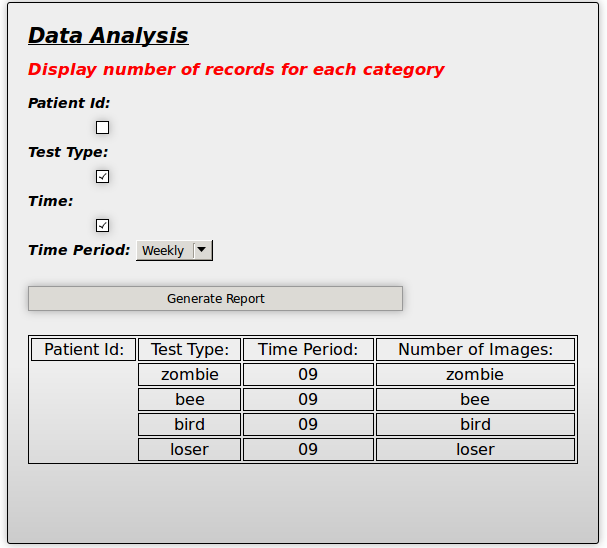 Data Analysis
Display number of records for each category
Patient Id:
Test Type:
Time:
Time Period: Weekly
Generate Report
Patient Id: Test Type: Time Period: Number of Images:
zombie 09 zombie
bee 09 bee
bird 09 bird
loser 09 loser